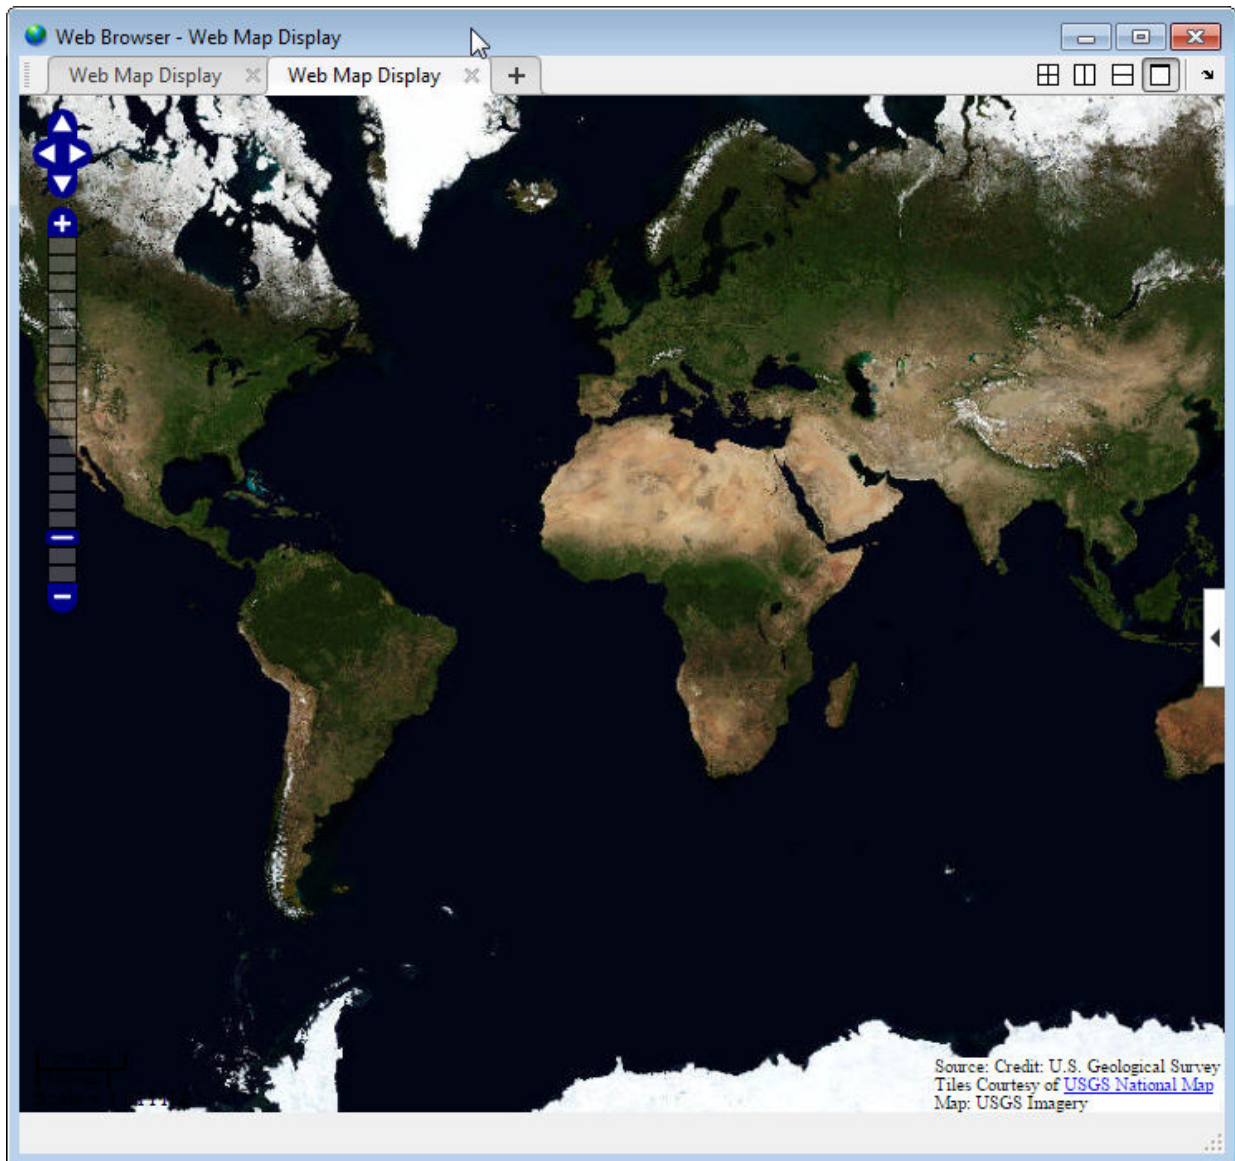 Web Browser - Web Map Display
Web Map Display
Web Map Display
Source: Credit: U.S. Geological Survey
Tiles Courtesy of USGS National Map
Map: USGS Imagery